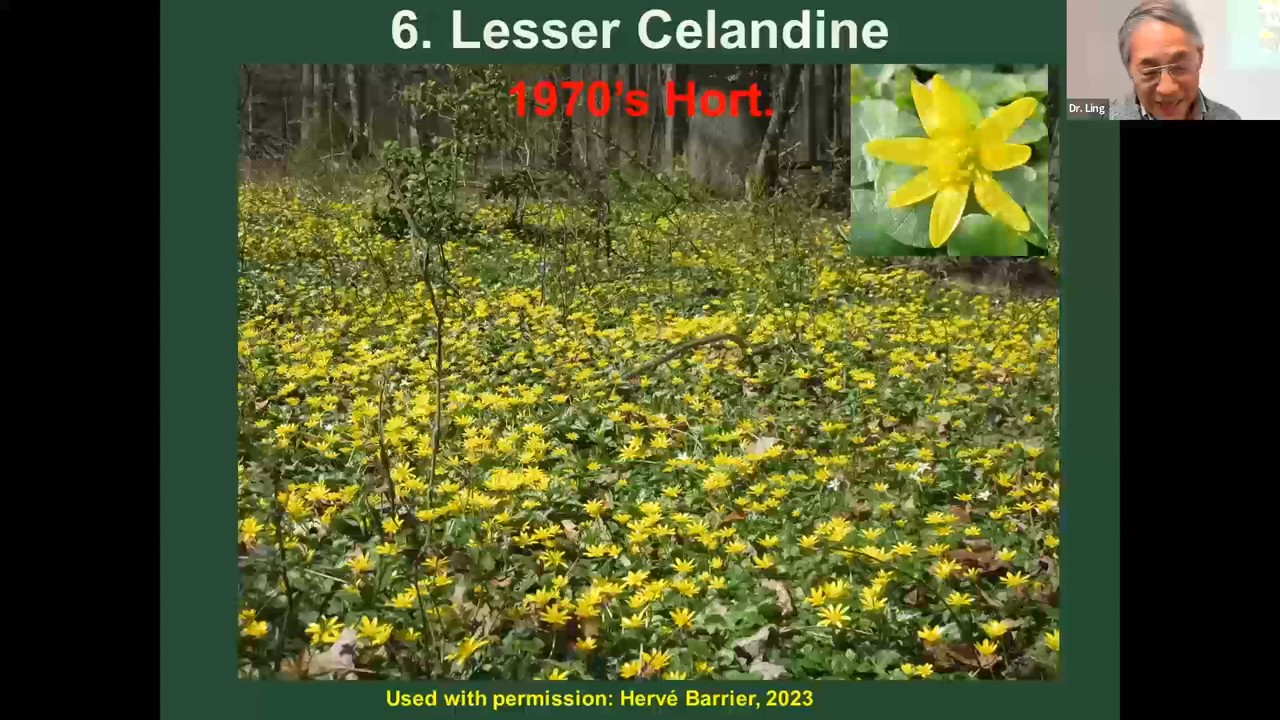 6. Lesser Celandine
1970's Hort.
Dr. Ling
Used with permission: Hervé Barrier, 2023